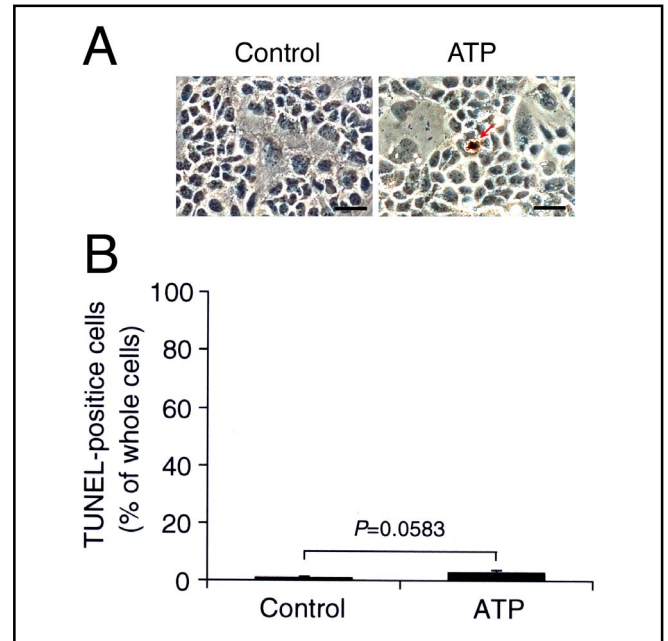 A
Control
ATP
B
TUNEL-positice cells
(% of whole cells)
100
80
60
40
20
0
P=0.0583
Control
ATP